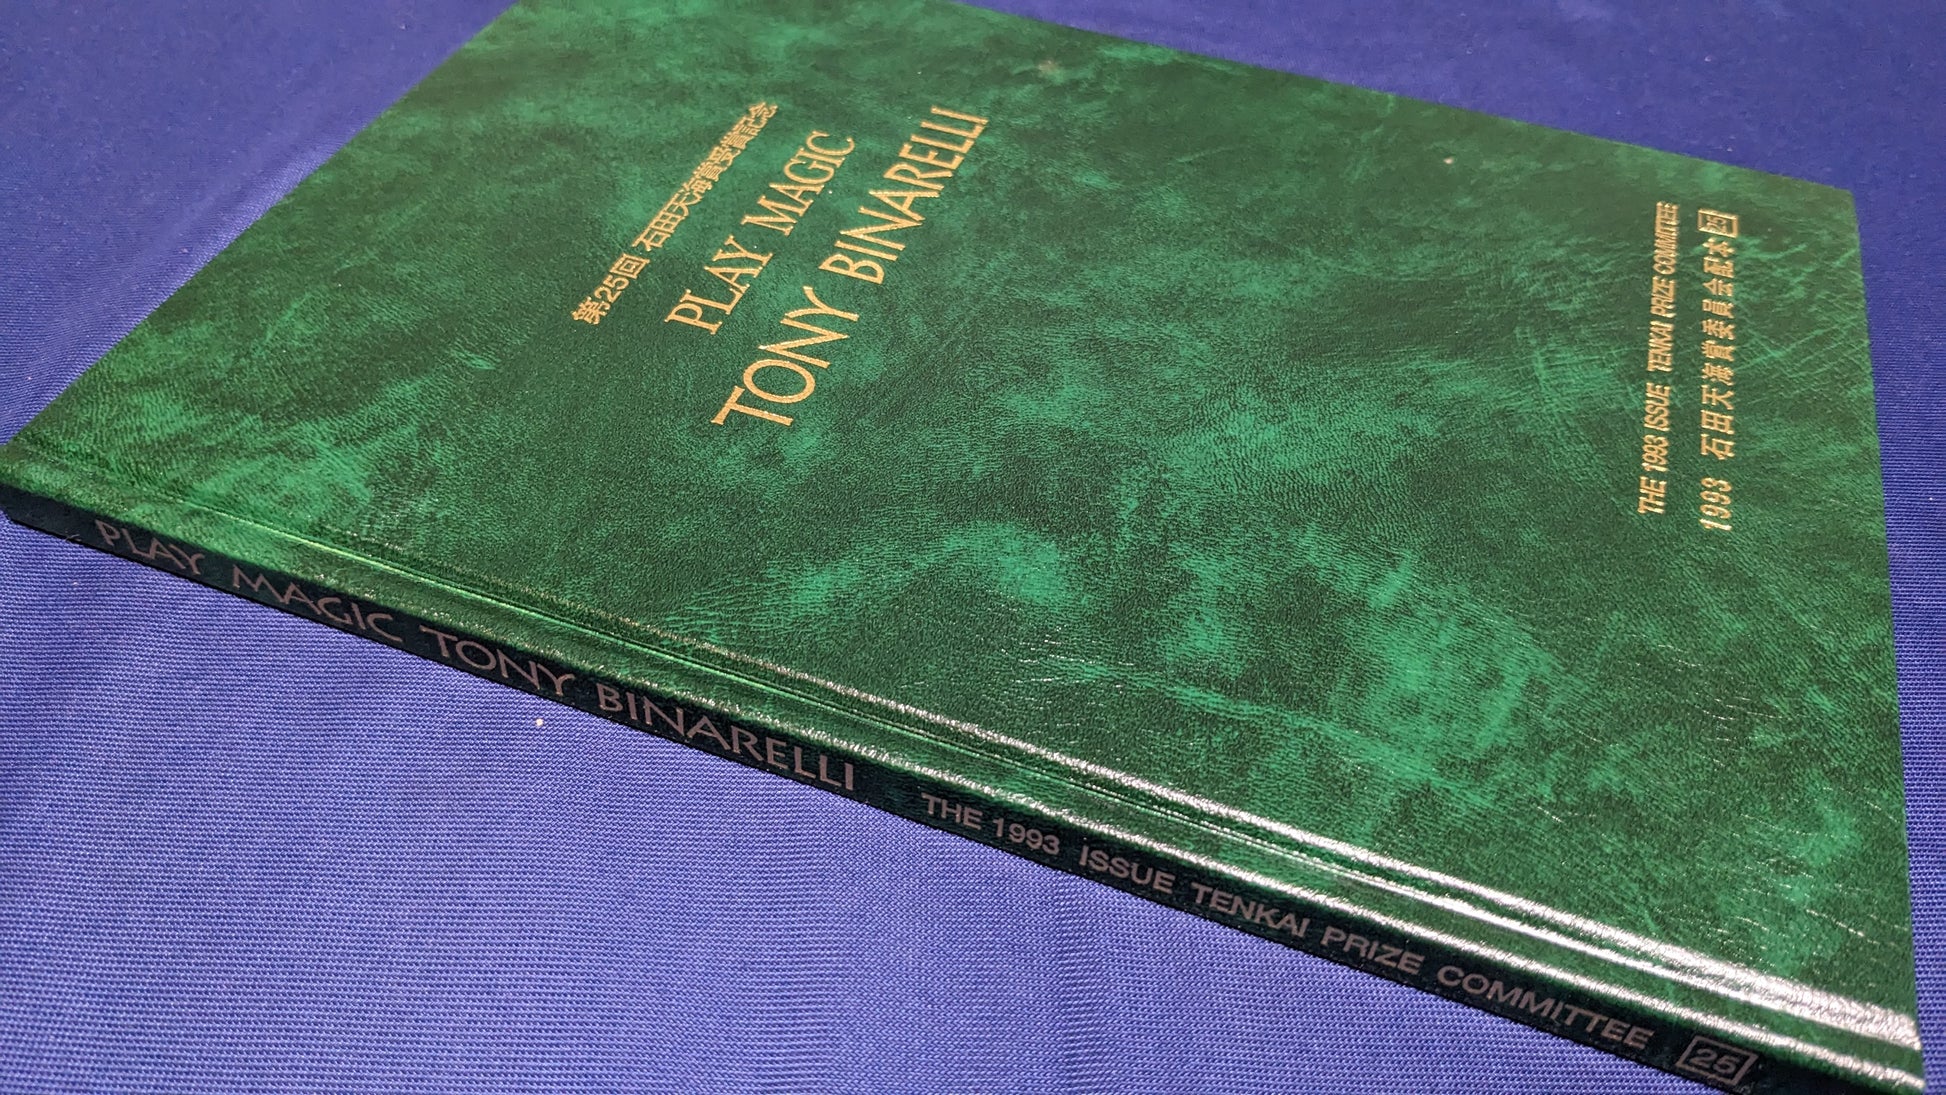 第25回 石田天海賞受賞記念
PLAY MAGIC
TONY BINARELLI
THE 1993 ISSUE TENKAI PRIZE COMMITTEE
1993 石田天海賞委員会配本 25
PLAY MAGIC TONY BINARELLI THE 1993 ISSUE TENKAI PRIZE COMMITTEE 25